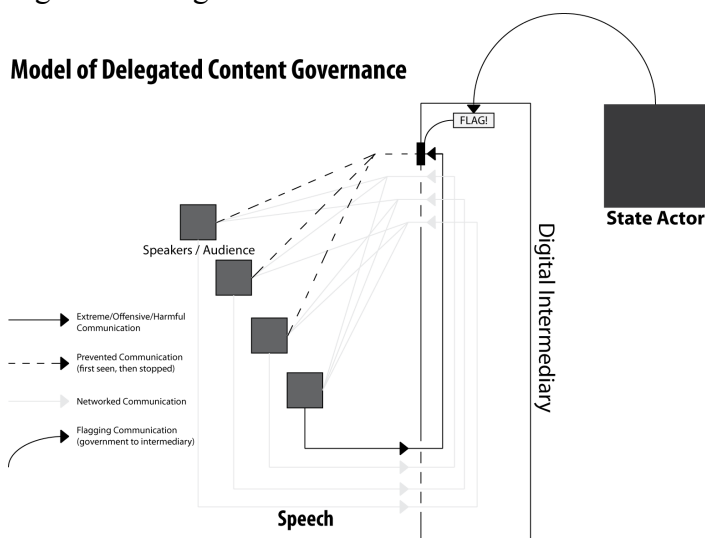 Model of Delegated Content Governance
FLAG!
State Actor
Speakers / Audience
Digital Intermediary
Extreme/Offensive/Harmful
Communication
Prevented Communication
(first seen, then stopped)
Networked Communication
Flagging Communication
(government to intermediary)
Speech